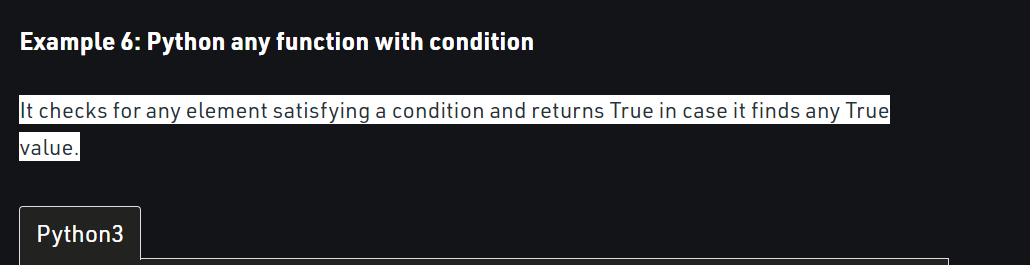 Example 6: Python any function with condition
It checks for any element satisfying a condition and returns True in case it finds any True
value.
Python3